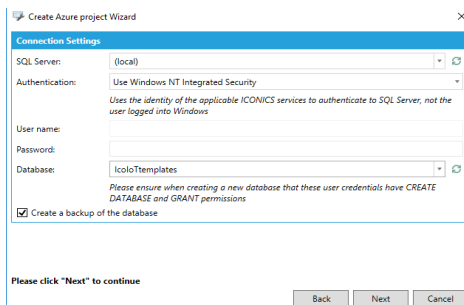 Create Azure project Wizard
Connection Settings
SQL Server:
(local)
Authentication:
Use Windows NT Integrated Security
Uses the identity of the applicable ICONICS services to authenticate to SQL Server, not the
user logged into Windows
User name:
Password:
Database:
IcoIoTtemplates
Please ensure when creating a new database that these user credentials have CREATE
DATABASE and GRANT permissions
Create a backup of the database
Please click "Next" to continue
Back
Next
Cancel